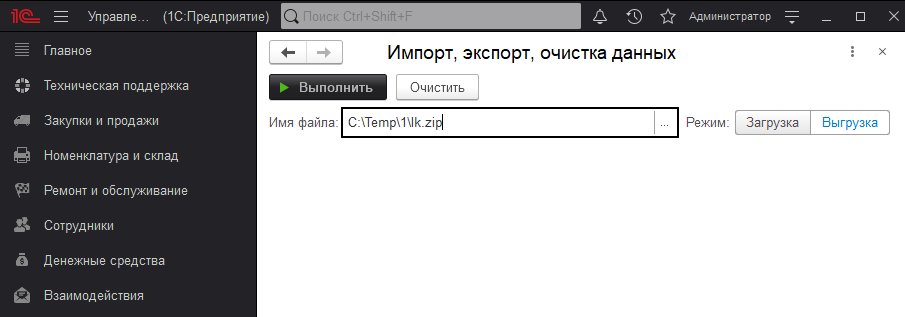 1С Управле... (1С:Предприятие) Поиск Ctrl+Shift+F Администратор
Главное
Техническая поддержка
Закупки и продажи
Номенклатура и склад
Ремонт и обслуживание
Сотрудники
Денежные средства
Взаимодействия
Импорт, экспорт, очистка данных
Выполнить Очистить
Имя файла: C:\Temp\1\lk.zip ... Режим: Загрузка Выгрузка